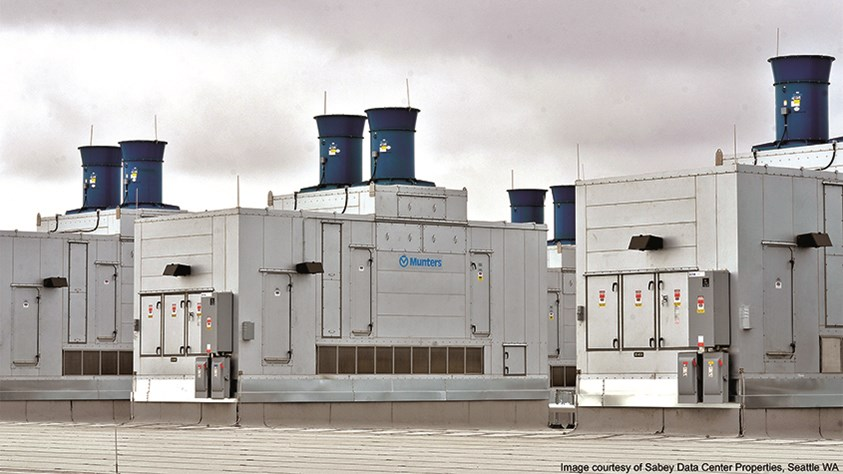 Munters
Image courtesy of Sabey Data Center Properties, Seattle WA